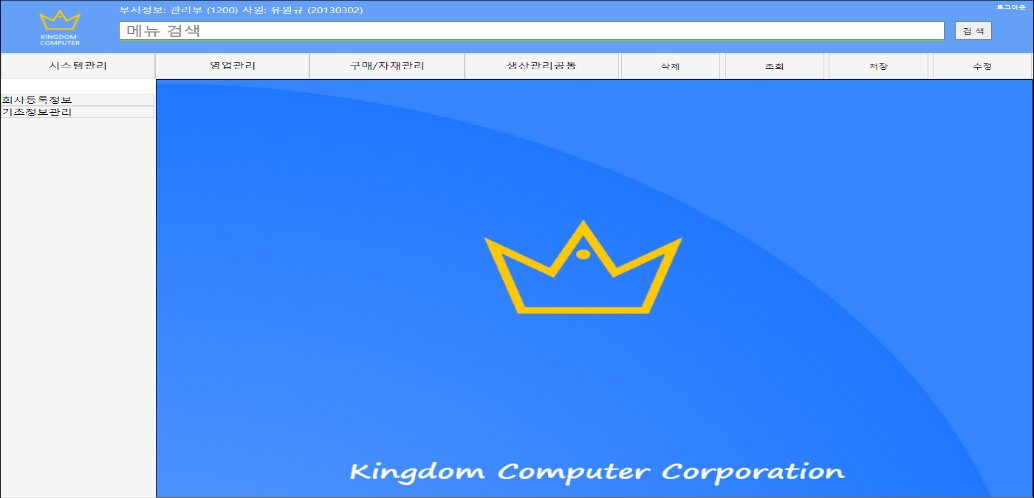 부서정보: 관리부 (1200) 사원: 유원규 (20130302)
로그아웃
KINGDOM
COMPUTER
메뉴 검색
검 색
시스템관리
영업관리
구매/자재관리
생산관리공통
삭제
조회
저장
수정
회사등록정보
기초정보관리
Kingdom Computer Corporation